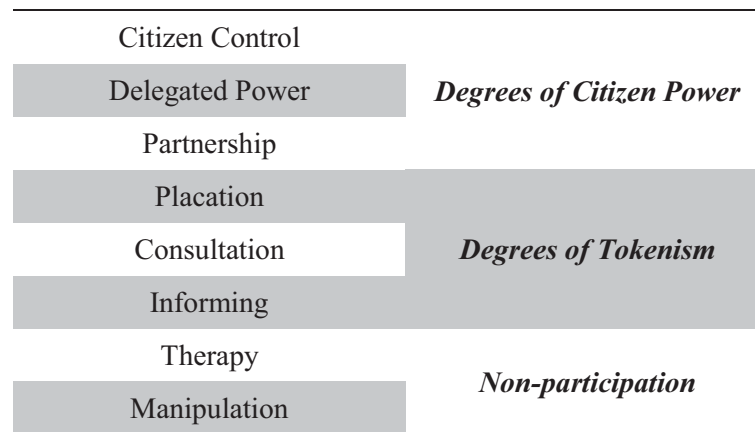 Citizen Control
Delegated Power
Degrees of Citizen Power
Partnership
Placation
Consultation
Degrees of Tokenism
Informing
Therapy
Non-participation
Manipulation